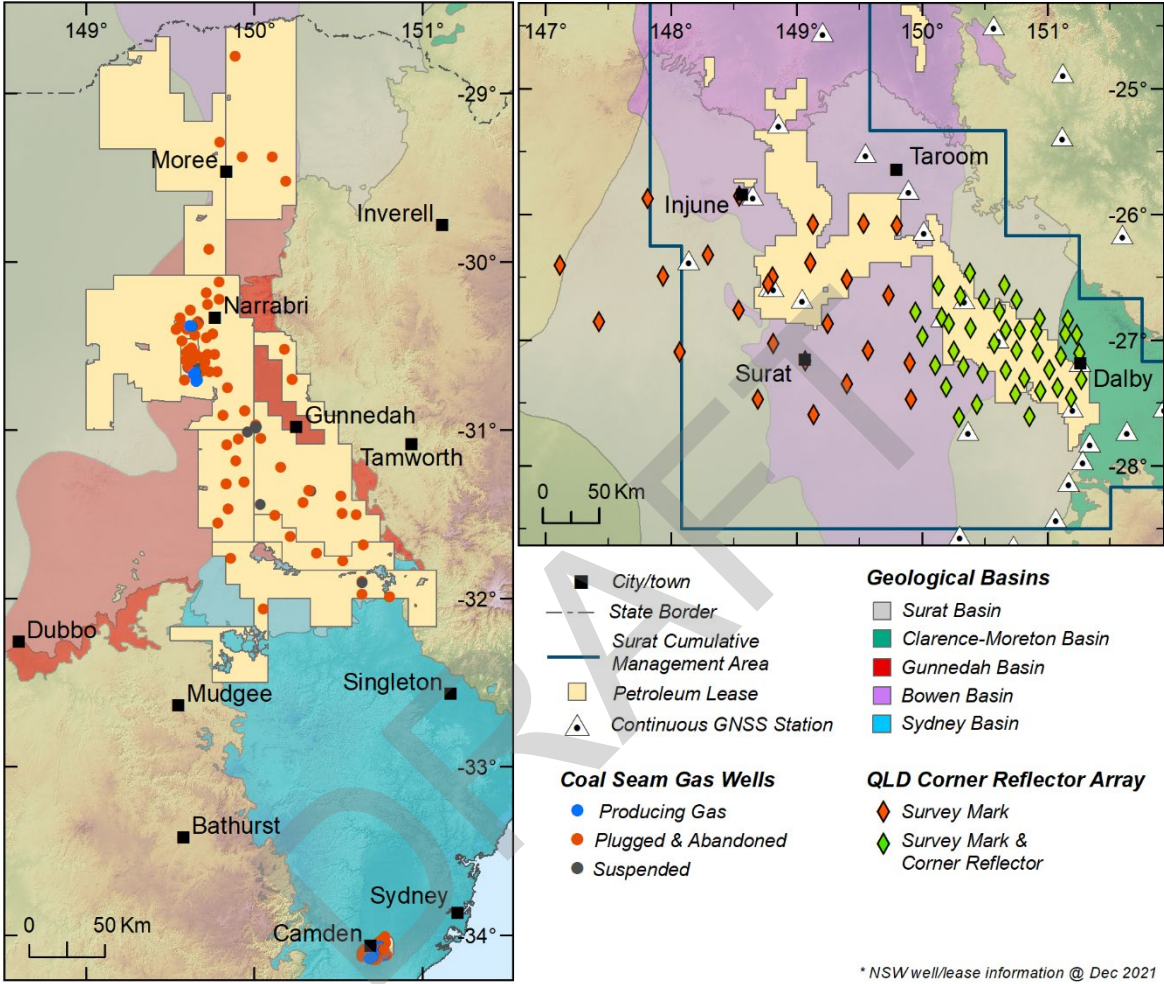 149°
150°
151°
-29°
Moree
Inverell
-30°
Narrabri
Gunnedah
-31°
Tamworth
-32°
Dubbo
Mudgee
Singleton
-33°
Bathurst
Sydney
Camden
-34°
0 50 Km
147°
148°
149°
150°
151°
-25°
Taroom
Injune
-26°
Surat
-27°
Dalby
-28°
0 50 Km
DRAFT
City/town
State Border
Surat Cumulative
Management Area
Petroleum Lease
Continuous GNSS Station
Geological Basins
Surat Basin
Clarence-Moreton Basin
Gunnedah Basin
Bowen Basin
Sydney Basin
Coal Seam Gas Wells
Producing Gas
Plugged & Abandoned
Suspended
QLD Corner Reflector Array
Survey Mark
Survey Mark &
Corner Reflector
* NSW well/lease information @ Dec 2021